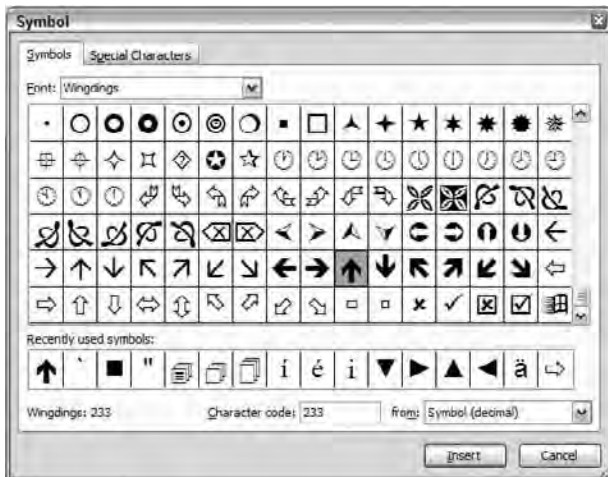 Symbol
Symbols Special Characters
Font: Wingdings
Recently used symbols:
` " í é i ä
Wingdings: 233 Character code: 233 from: Symbol (decimal)
Insert Cancel